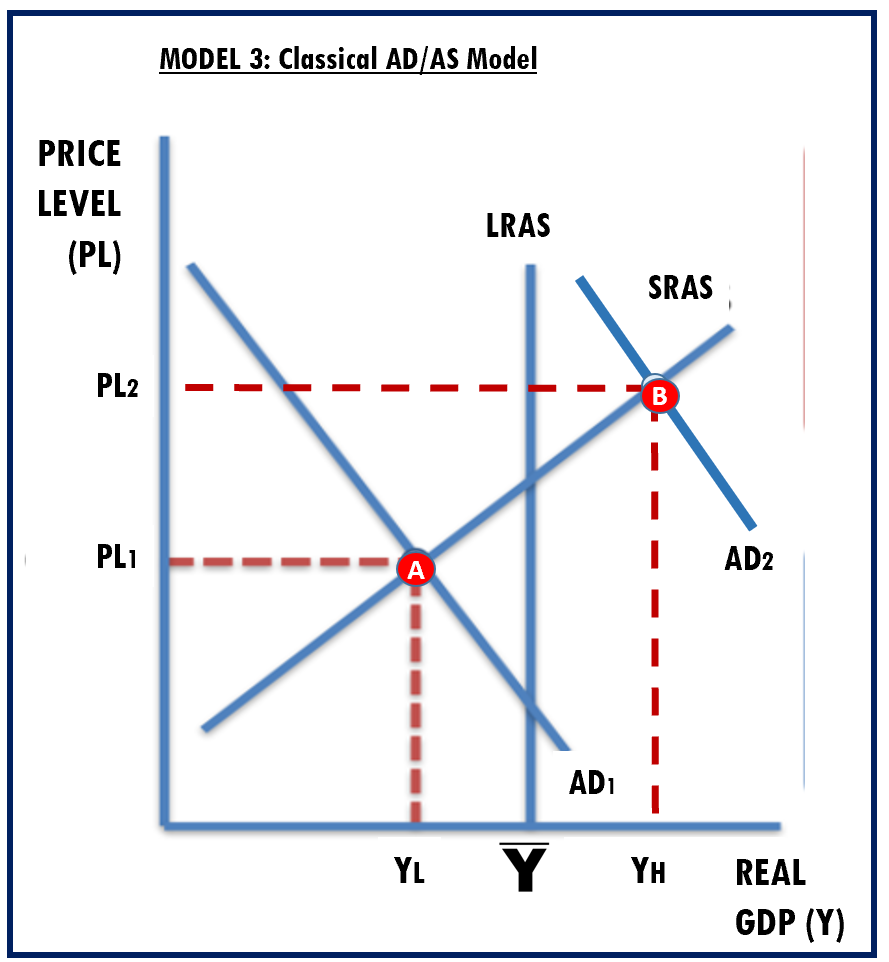 MODEL 3: Classical AD/AS Model
PRICE
LEVEL
(PL)
LRAS
SRAS
PL2
B
AD2
PL1
A
AD1
YL
Y̅
YH
REAL
GDP (Y)